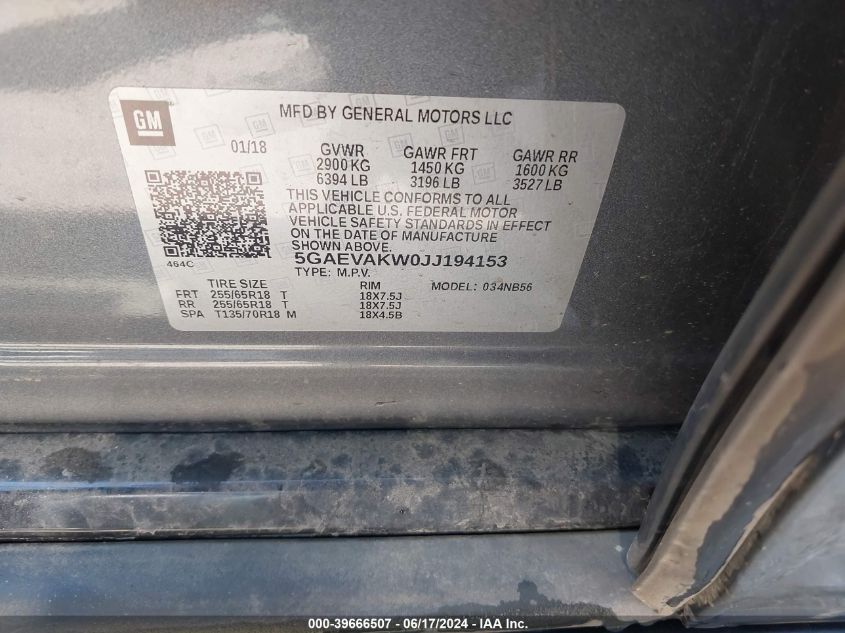 GM
MFD BY GENERAL MOTORS LLC
01/18
GVWR GAWR FRT GAWR RR
2900 KG 1450 KG 1600 KG
6394 LB 3196 LB 3527 LB
THIS VEHICLE CONFORMS TO ALL
APPLICABLE U.S. FEDERAL MOTOR
VEHICLE SAFETY STANDARDS IN EFFECT
ON THE DATE OF MANUFACTURE
SHOWN ABOVE.
464C
5GAEVAKW0JJ194153
TYPE: M.P.V.
TIRE SIZE RIM MODEL: 034NB56
FRT 255/65R18 T 18X7.5J
RR 255/65R18 T 18X7.5J
SPA T135/70R18 M 18X4.5B
000-39666507 - 06/17/2024 - IAA Inc.